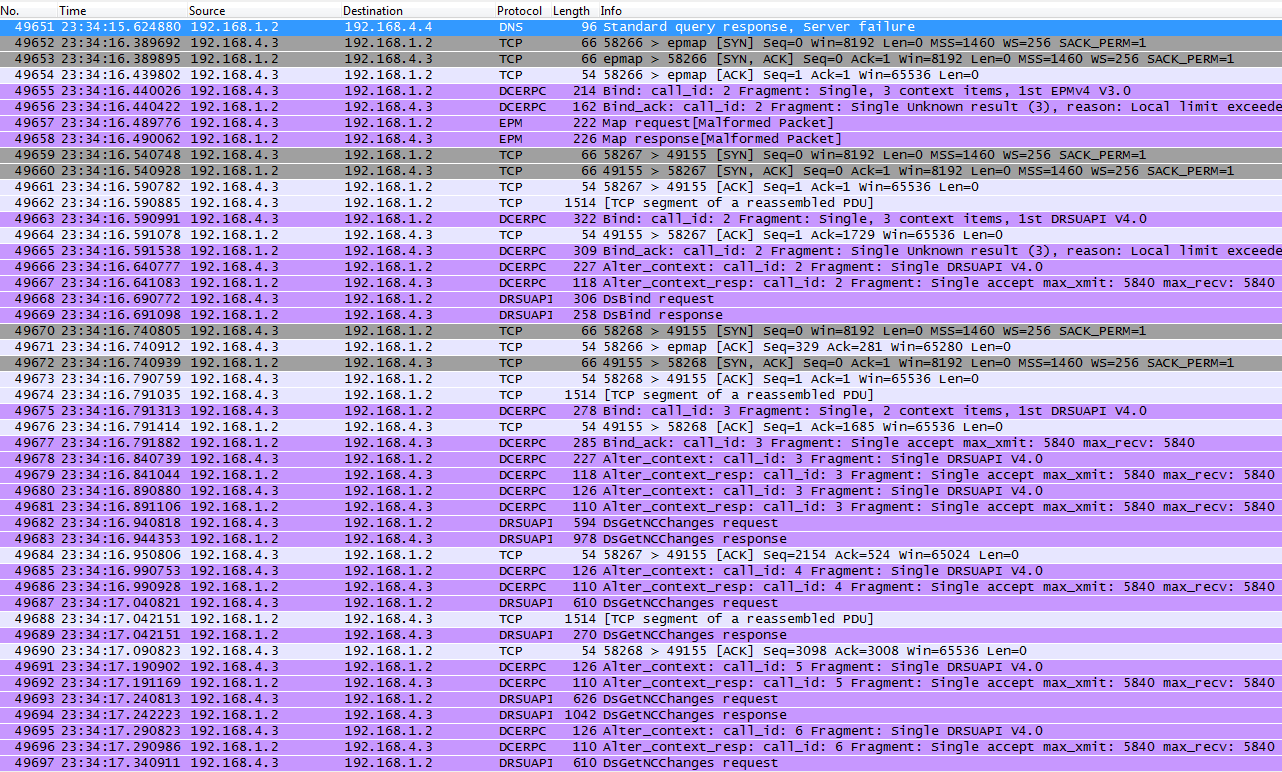 No. Time Source Destination Protocol Length Info
49651 23:34:15.624880 192.168.1.2 192.168.4.4 DNS 96 Standard query response, Server failure
49652 23:34:16.389692 192.168.4.3 192.168.1.2 TCP 66 58266 > epmap [SYN] Seq=0 Win=8192 Len=0 MSS=1460 WS=256 SACK_PERM=1
49653 23:34:16.389895 192.168.1.2 192.168.4.3 TCP 66 epmap > 58266 [SYN, ACK] Seq=0 Ack=1 Win=8192 Len=0 MSS=1460 WS=256 SACK_PERM=1
49654 23:34:16.439802 192.168.4.3 192.168.1.2 TCP 54 58266 > epmap [ACK] Seq=1 Ack=1 Win=65536 Len=0
49655 23:34:16.440026 192.168.4.3 192.168.1.2 DCERPC 214 Bind: call_id: 2 Fragment: Single, 3 context items, 1st EPMv4 V3.0
49656 23:34:16.440422 192.168.1.2 192.168.4.3 DCERPC 162 Bind_ack: call_id: 2 Fragment: Single Unknown result (3), reason: Local limit exceede
49657 23:34:16.489776 192.168.4.3 192.168.1.2 EPM 222 Map request[Malformed Packet]
49658 23:34:16.490062 192.168.1.2 192.168.4.3 EPM 226 Map response[Malformed Packet]
49659 23:34:16.540748 192.168.4.3 192.168.1.2 TCP 66 58267 > 49155 [SYN] Seq=0 Win=8192 Len=0 MSS=1460 WS=256 SACK_PERM=1
49660 23:34:16.540928 192.168.1.2 192.168.4.3 TCP 66 49155 > 58267 [SYN, ACK] Seq=0 Ack=1 Win=8192 Len=0 MSS=1460 WS=256 SACK_PERM=1
49661 23:34:16.590782 192.168.4.3 192.168.1.2 TCP 54 58267 > 49155 [ACK] Seq=1 Ack=1 Win=65536 Len=0
49662 23:34:16.590885 192.168.4.3 192.168.1.2 TCP 1514 [TCP segment of a reassembled PDU]
49663 23:34:16.590991 192.168.4.3 192.168.1.2 DCERPC 322 Bind: call_id: 2 Fragment: Single, 3 context items, 1st DRSUAPI V4.0
49664 23:34:16.591078 192.168.1.2 192.168.4.3 TCP 54 49155 > 58267 [ACK] Seq=1 Ack=1729 Win=65536 Len=0
49665 23:34:16.591538 192.168.1.2 192.168.4.3 DCERPC 309 Bind_ack: call_id: 2 Fragment: Single Unknown result (3), reason: Local limit exceede
49666 23:34:16.640777 192.168.4.3 192.168.1.2 DCERPC 227 Alter_context: call_id: 2 Fragment: Single DRSUAPI V4.0
49667 23:34:16.641083 192.168.1.2 192.168.4.3 DCERPC 118 Alter_context_resp: call_id: 2 Fragment: Single accept max_xmit: 5840 max_recv: 5840
49668 23:34:16.690772 192.168.4.3 192.168.1.2 DRSUAPI 306 DsBind request
49669 23:34:16.691098 192.168.1.2 192.168.4.3 DRSUAPI 258 DsBind response
49670 23:34:16.740805 192.168.4.3 192.168.1.2 TCP 66 58268 > 49155 [SYN] Seq=0 Win=8192 Len=0 MSS=1460 WS=256 SACK_PERM=1
49671 23:34:16.740912 192.168.4.3 192.168.1.2 TCP 54 58266 > epmap [ACK] Seq=329 Ack=281 Win=65280 Len=0
49672 23:34:16.740939 192.168.1.2 192.168.4.3 TCP 66 49155 > 58268 [SYN, ACK] Seq=0 Ack=1 Win=8192 Len=0 MSS=1460 WS=256 SACK_PERM=1
49673 23:34:16.790759 192.168.4.3 192.168.1.2 TCP 54 58268 > 49155 [ACK] Seq=1 Ack=1 Win=65536 Len=0
49674 23:34:16.791035 192.168.4.3 192.168.1.2 TCP 1514 [TCP segment of a reassembled PDU]
49675 23:34:16.791313 192.168.4.3 192.168.1.2 DCERPC 278 Bind: call_id: 3 Fragment: Single, 2 context items, 1st DRSUAPI V4.0
49676 23:34:16.791414 192.168.1.2 192.168.4.3 TCP 54 49155 > 58268 [ACK] Seq=1 Ack=1685 Win=65536 Len=0
49677 23:34:16.791882 192.168.1.2 192.168.4.3 DCERPC 285 Bind_ack: call_id: 3 Fragment: Single accept max_xmit: 5840 max_recv: 5840
49678 23:34:16.840739 192.168.4.3 192.168.1.2 DCERPC 227 Alter_context: call_id: 3 Fragment: Single DRSUAPI V4.0
49679 23:34:16.841044 192.168.1.2 192.168.4.3 DCERPC 118 Alter_context_resp: call_id: 3 Fragment: Single accept max_xmit: 5840 max_recv: 5840
49680 23:34:16.890880 192.168.4.3 192.168.1.2 DCERPC 126 Alter_context: call_id: 3 Fragment: Single DRSUAPI V4.0
49681 23:34:16.891106 192.168.1.2 192.168.4.3 DCERPC 110 Alter_context_resp: call_id: 3 Fragment: Single accept max_xmit: 5840 max_recv: 5840
49682 23:34:16.940818 192.168.4.3 192.168.1.2 DRSUAPI 594 DsGetNCChanges request
49683 23:34:16.944353 192.168.1.2 192.168.4.3 DRSUAPI 978 DsGetNCChanges response
49684 23:34:16.950806 192.168.4.3 192.168.1.2 TCP 54 58267 > 49155 [ACK] Seq=2154 Ack=524 Win=65024 Len=0
49685 23:34:16.990753 192.168.4.3 192.168.1.2 DCERPC 126 Alter_context: call_id: 4 Fragment: Single DRSUAPI V4.0
49686 23:34:16.990928 192.168.1.2 192.168.4.3 DCERPC 110 Alter_context_resp: call_id: 4 Fragment: Single accept max_xmit: 5840 max_recv: 5840
49687 23:34:17.040821 192.168.4.3 192.168.1.2 DRSUAPI 610 DsGetNCChanges request
49688 23:34:17.042151 192.168.1.2 192.168.4.3 TCP 1514 [TCP segment of a reassembled PDU]
49689 23:34:17.042151 192.168.1.2 192.168.4.3 DRSUAPI 270 DsGetNCChanges response
49690 23:34:17.090823 192.168.4.3 192.168.1.2 TCP 54 58268 > 49155 [ACK] Seq=3098 Ack=3008 Win=65536 Len=0
49691 23:34:17.190902 192.168.4.3 192.168.1.2 DCERPC 126 Alter_context: call_id: 5 Fragment: Single DRSUAPI V4.0
49692 23:34:17.191169 192.168.1.2 192.168.4.3 DCERPC 110 Alter_context_resp: call_id: 5 Fragment: Single accept max_xmit: 5840 max_recv: 5840
49693 23:34:17.240813 192.168.4.3 192.168.1.2 DRSUAPI 626 DsGetNCChanges request
49694 23:34:17.242223 192.168.1.2 192.168.4.3 DRSUAPI 1042 DsGetNCChanges response
49695 23:34:17.290823 192.168.4.3 192.168.1.2 DCERPC 126 Alter_context: call_id: 6 Fragment: Single DRSUAPI V4.0
49696 23:34:17.290986 192.168.1.2 192.168.4.3 DCERPC 110 Alter_context_resp: call_id: 6 Fragment: Single accept max_xmit: 5840 max_recv: 5840
49697 23:34:17.340911 192.168.4.3 192.168.1.2 DRSUAPI 610 DsGetNCChanges request